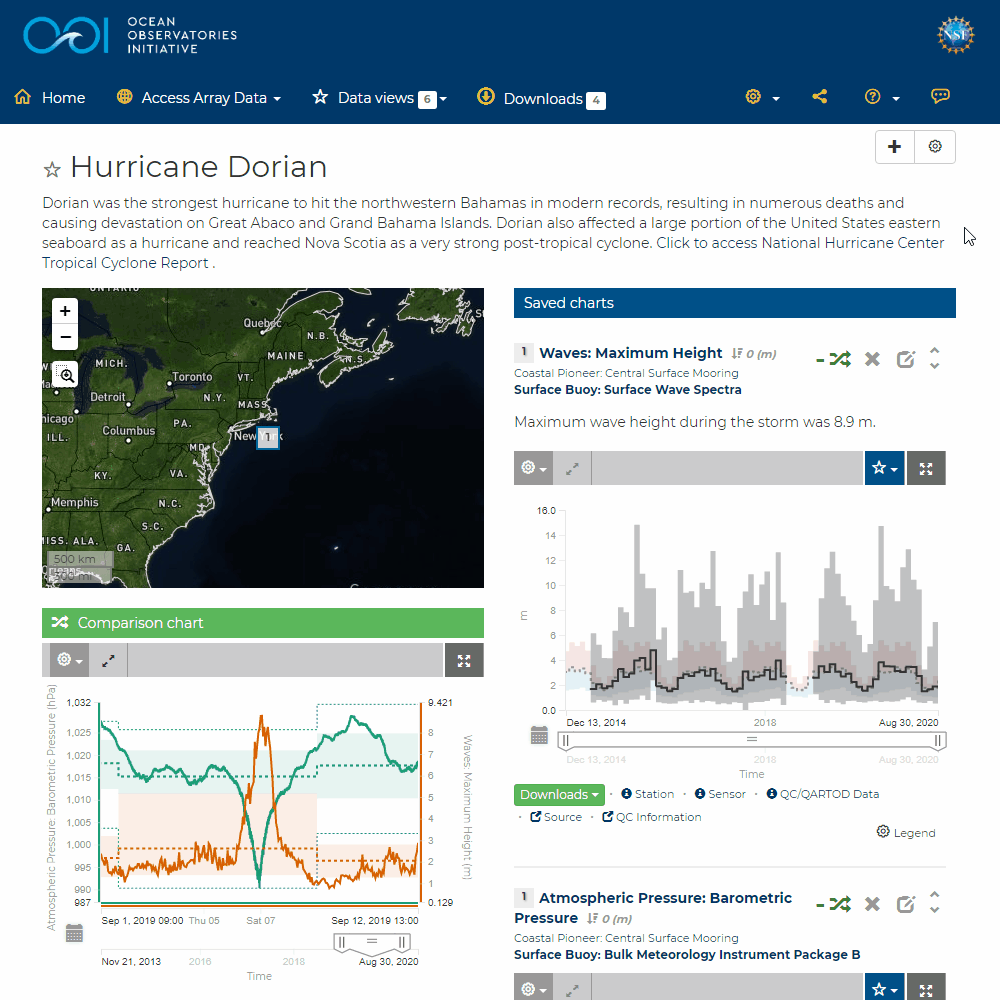 OCEAN
OBSERVATORIES
INITIATIVE
NSF
Home
Access Array Data
Data views 6
Downloads 4
Hurricane Dorian
Dorian was the strongest hurricane to hit the northwestern Bahamas in modern records, resulting in numerous deaths and
causing devastation on Great Abaco and Grand Bahama Islands. Dorian also affected a large portion of the United States eastern
seaboard as a hurricane and reached Nova Scotia as a very strong post-tropical cyclone. Click to access National Hurricane Center
Tropical Cyclone Report .
ONTARIO
+
−
Quebec
N.B.
MAINE
N.S.
MICH.
Toronto
VT.
Detroit
N.Y.
MASS.
Columbus
PA.
New York
1
ILL.
MD.
KY.
VA.
Memphis
N.C.
S.C.
MISS. ALA.
GA.
500 km
Comparison chart
Atmospheric Pressure: Barometric Pressure (hPa)
1,032
1,025
1,020
1,015
1,010
1,005
1,000
995
990
987
9.421
8
7
6
5
4
3
2
1
0.129
Waves: Maximum Height (m)
Sep 1, 2019 09:00 Thu 05 Sat 07 Sep 12, 2019 13:00
Nov 21, 2013 2016 2018 Aug 30, 2020
Time
Saved charts
1 Waves: Maximum Height 0 (m)
Coastal Pioneer: Central Surface Mooring
Surface Buoy: Surface Wave Spectra
Maximum wave height during the storm was 8.9 m.
16.0
14
12
10
8
6
4
2
0.0
m
Dec 13, 2014 2018 Aug 30, 2020
Dec 13, 2014 2018 Aug 30, 2020
Time
Downloads · Station · Sensor · QC/QARTOD Data
· Source · QC Information
Legend
1 Atmospheric Pressure: Barometric
Pressure 0 (m)
Coastal Pioneer: Central Surface Mooring
Surface Buoy: Bulk Meteorology Instrument Package B